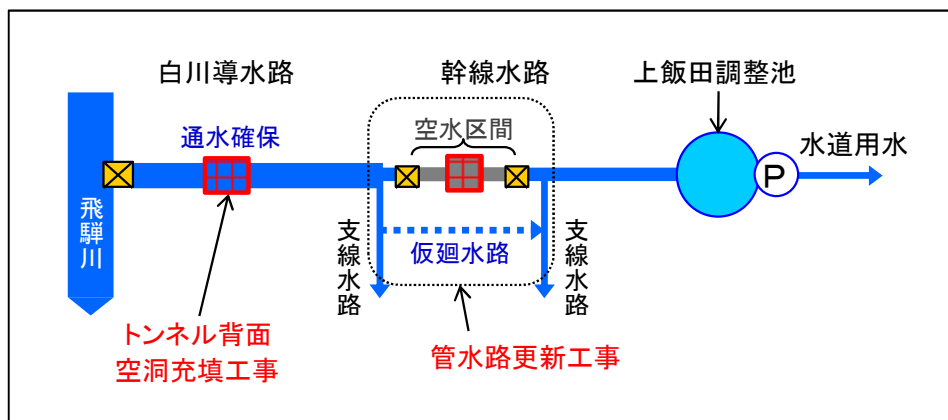 白川導水路
幹線水路
上飯田調整池
通水確保
空水区間
水道用水
P
飛騨川
支線水路
仮廻水路
支線水路
トンネル背面
空洞充填工事
管水路更新工事